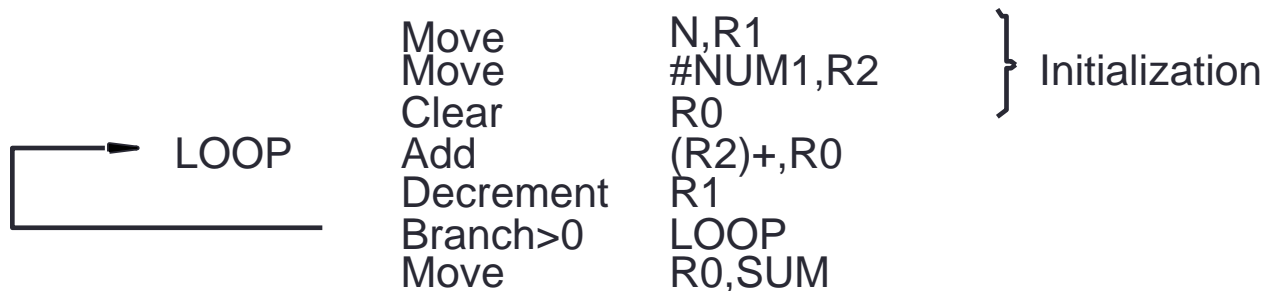 Move N,R1
Move #NUM1,R2 Initialization
Clear R0
LOOP Add (R2)+,R0
Decrement R1
Branch>0 LOOP
Move R0,SUM